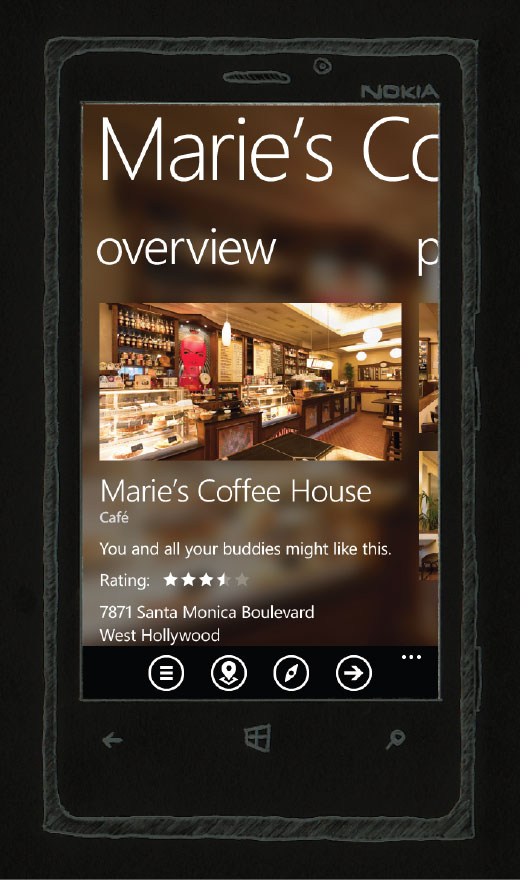 NOKIA
Marie's Co
overview
p
Marie's Coffee House
Café
You and all your buddies might like this.
Rating:
7871 Santa Monica Boulevard
West Hollywood